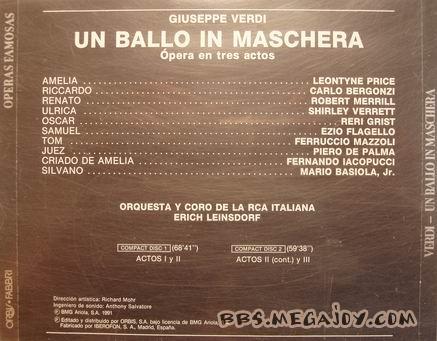 GIUSEPPE VERDI
UN BALLO IN MASCHERA
Ópera en tres actos
AMELIA LEONTYNE PRICE
RICCARDO CARLO BERGONZI
RENATO ROBERT MERRILL
ULRICA SHIRLEY VERRETT
OSCAR RERI GRIST
SAMUEL EZIO FLAGELLO
TOM FERRUCCIO MAZZOLI
JUEZ PIERO DE PALMA
CRIADO DE AMELIA FERNANDO IACOPUCCI
SILVANO MARIO BASIOLA, Jr.
ORQUESTA Y CORO DE LA RCA ITALIANA
ERICH LEINSDORF
COMPACT DISC 1 (68'41'')
ACTOS I y II
COMPACT DISC 2 (59'38'')
ACTOS II (cont.) y III
Dirección artística: Richard Mohr
Ingeniero de sonido: Anthony Salvatore
Ⓟ BMG Ariola, S.A. 1991
Ⓟ Editado y distribuido por ORBIS, S.A. bajo licencia de BMG Ariola, S.A.
Fabricado por IBEROFON, S. A., Madrid, España.
OPERAS FAMOSAS
ORBIS • FABBRI
VERDI – UN BALLO IN MASCHERA
BBS.MEGAJOY.COM